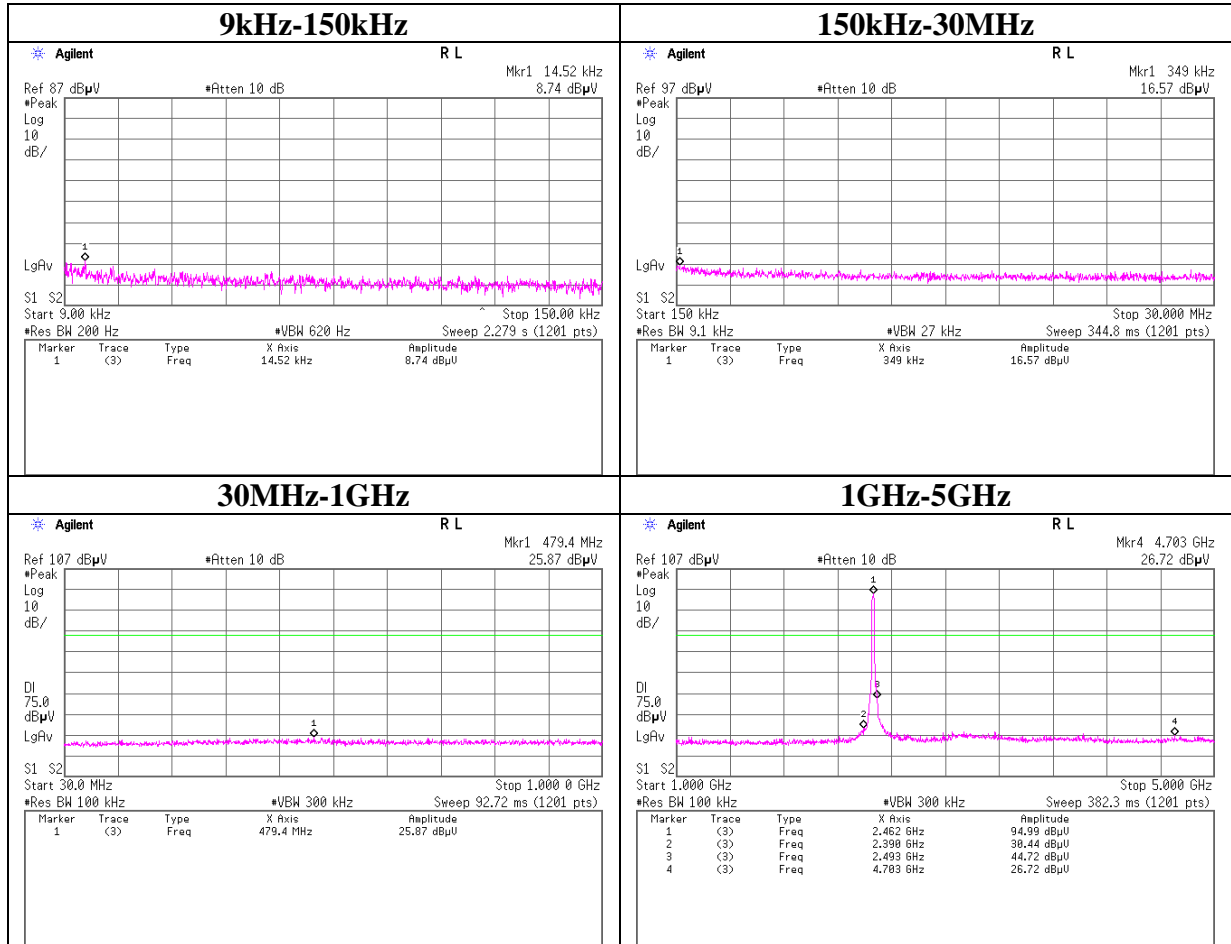 9kHz-150kHz
Agilent R L
Mkr1 14.52 kHz
Ref 87 dBµV #Atten 10 dB 8.74 dBµV
#Peak
Log
10
dB/
1
LgAv
S1 S2
Start 9.00 kHz ^ Stop 150.00 kHz
#Res BW 200 Hz #VBW 620 Hz Sweep 2.279 s (1201 pts)
Marker Trace Type X Axis Amplitude
1 (3) Freq 14.52 kHz 8.74 dBµV
150kHz-30MHz
Agilent R L
Mkr1 349 kHz
Ref 97 dBµV #Atten 10 dB 16.57 dBµV
#Peak
Log
10
dB/
1
LgAv
S1 S2
Start 150 kHz Stop 30.000 MHz
#Res BW 9.1 kHz #VBW 27 kHz Sweep 344.8 ms (1201 pts)
Marker Trace Type X Axis Amplitude
1 (3) Freq 349 kHz 16.57 dBµV
30MHz-1GHz
Agilent R L
Mkr1 479.4 MHz
Ref 107 dBµV #Atten 10 dB 25.87 dBµV
#Peak
Log
10
dB/
DI
75.0
dBµV
1
LgAv
S1 S2
Start 30.0 MHz Stop 1.000 0 GHz
#Res BW 100 kHz #VBW 300 kHz Sweep 92.72 ms (1201 pts)
Marker Trace Type X Axis Amplitude
1 (3) Freq 479.4 MHz 25.87 dBµV
1GHz-5GHz
Agilent R L
Mkr4 4.703 GHz
Ref 107 dBµV #Atten 10 dB 26.72 dBµV
#Peak
1
Log
10
dB/
3
DI
75.0
dBµV
2 4
LgAv
S1 S2
Start 1.000 GHz Stop 5.000 GHz
#Res BW 100 kHz #VBW 300 kHz Sweep 382.3 ms (1201 pts)
Marker Trace Type X Axis Amplitude
1 (3) Freq 2.462 GHz 94.99 dBµV
2 (3) Freq 2.390 GHz 30.44 dBµV
3 (3) Freq 2.493 GHz 44.72 dBµV
4 (3) Freq 4.703 GHz 26.72 dBµV